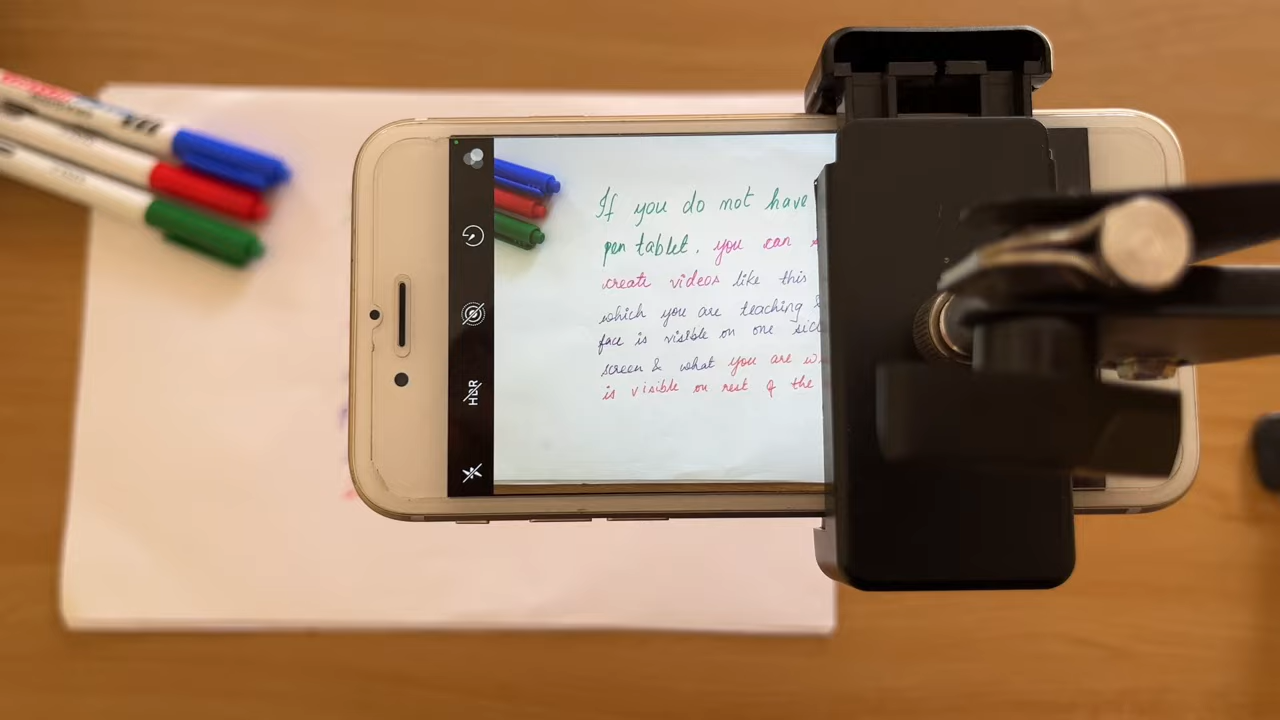 If you do not have
pen tablet, you can
create videos like this
which you are teaching &
face is visible on one
screen & what you are
is visible on rest of the
HDR